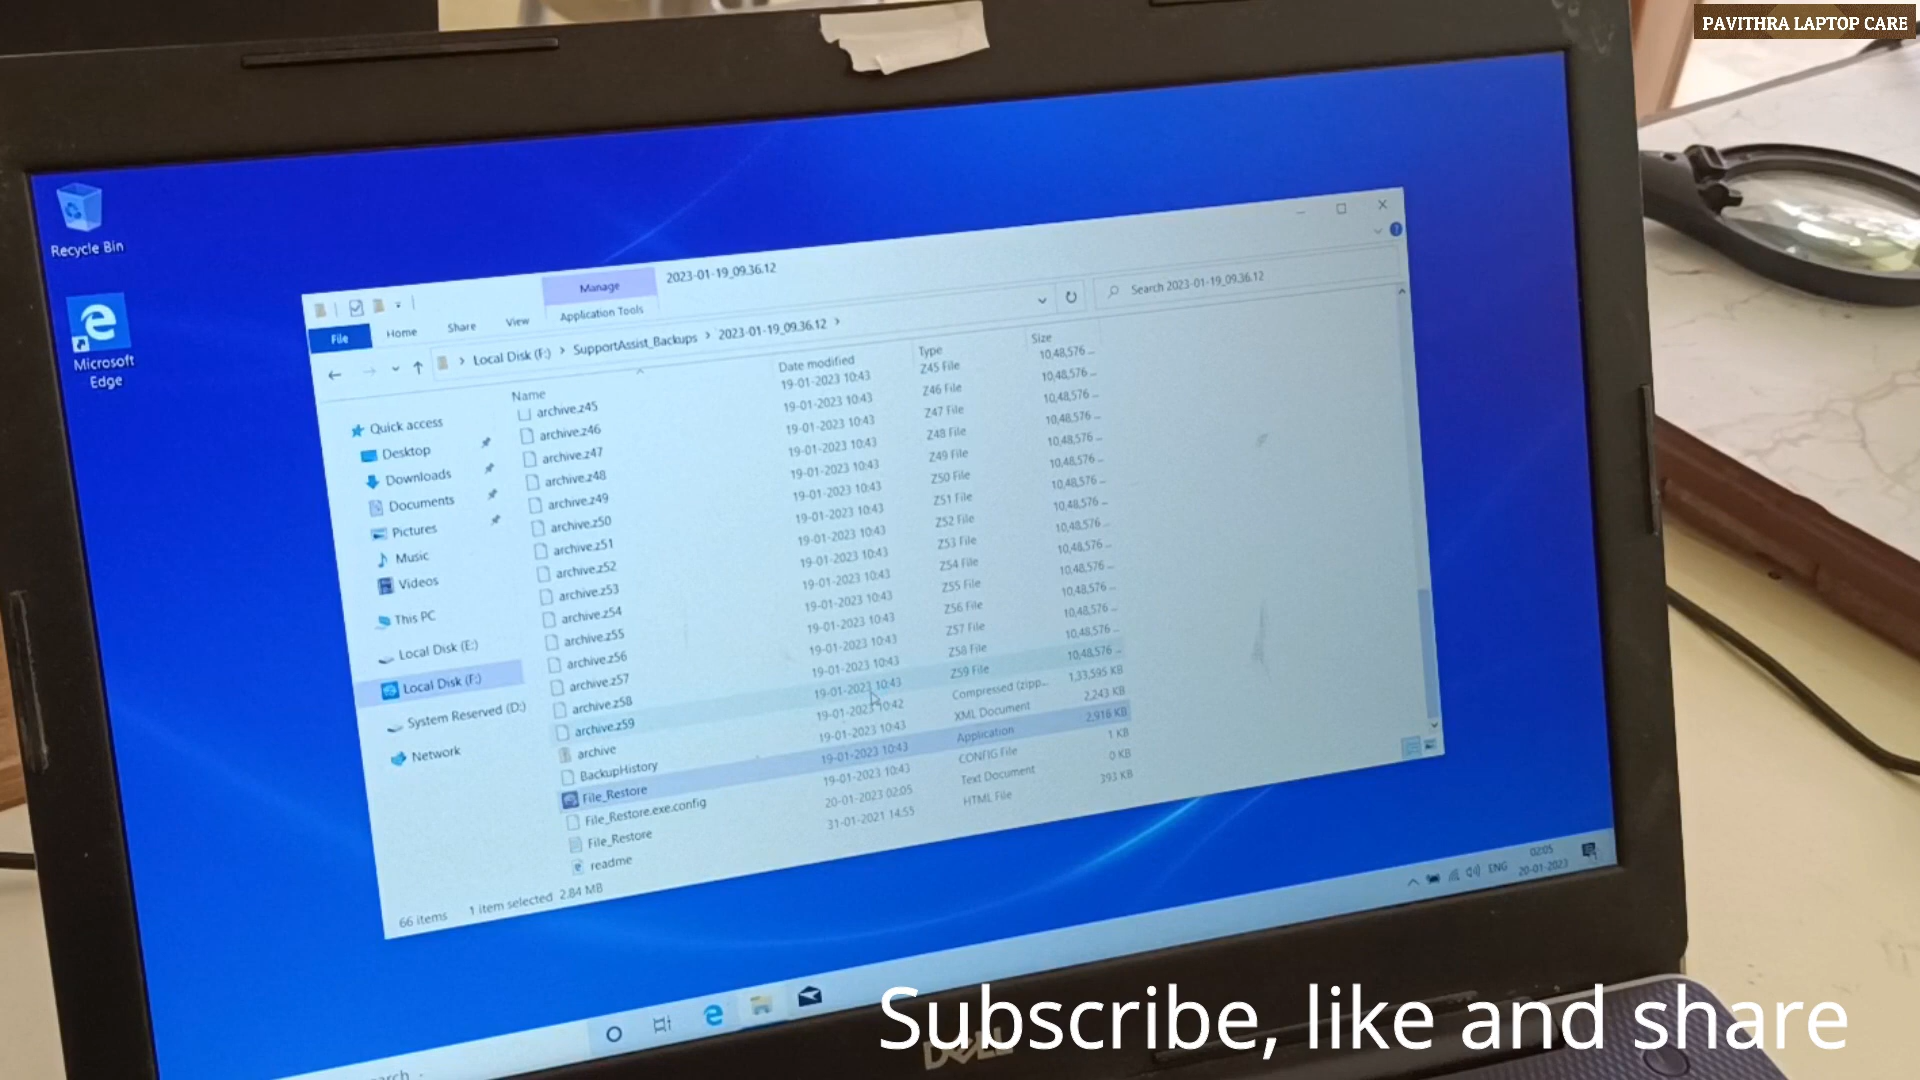 PAVITHRA LAPTOP CARE
Recycle Bin
Microsoft
Edge
Manage
2023-01-19_09.36.12
File
Home
Share
View
Application Tools
Local Disk (F:) > SupportAssist_Backups > 2023-01-19_09.36.12 >
Search 2023-01-19_09.36.12
Name Date modified Type Size
archive.z45 19-01-2023 10:43 Z45 File 10,48,576 ...
archive.z46 19-01-2023 10:43 Z46 File 10,48,576 ...
archive.z47 19-01-2023 10:43 Z47 File 10,48,576 ...
archive.z48 19-01-2023 10:43 Z48 File 10,48,576 ...
archive.z49 19-01-2023 10:43 Z49 File 10,48,576 ...
archive.z50 19-01-2023 10:43 Z50 File 10,48,576 ...
archive.z51 19-01-2023 10:43 Z51 File 10,48,576 ...
archive.z52 19-01-2023 10:43 Z52 File 10,48,576 ...
archive.z53 19-01-2023 10:43 Z53 File 10,48,576 ...
archive.z54 19-01-2023 10:43 Z54 File 10,48,576 ...
archive.z55 19-01-2023 10:43 Z55 File 10,48,576 ...
archive.z56 19-01-2023 10:43 Z56 File 10,48,576 ...
archive.z57 19-01-2023 10:43 Z57 File 10,48,576 ...
archive.z58 19-01-2023 10:43 Z58 File 10,48,576 ...
archive.z59 19-01-2023 10:43 Z59 File 10,48,576 ...
archive 19-01-2023 10:42 Compressed (zipp... 1,33,595 KB
BackupHistory 19-01-2023 10:43 XML Document 2,243 KB
File_Restore 19-01-2023 10:43 Application 2,916 KB
File_Restore.exe.config 19-01-2023 10:43 CONFIG File 1 KB
File_Restore 20-01-2023 02:05 Text Document 0 KB
readme 31-01-2021 14:55 HTML File 393 KB
Quick access
Desktop
Downloads
Documents
Pictures
Music
Videos
This PC
Local Disk (E:)
Local Disk (F:)
System Reserved (D:)
Network
66 items 1 item selected 2.84 MB
ENG
02:05
20-01-2023
DELL
Subscribe, like and share